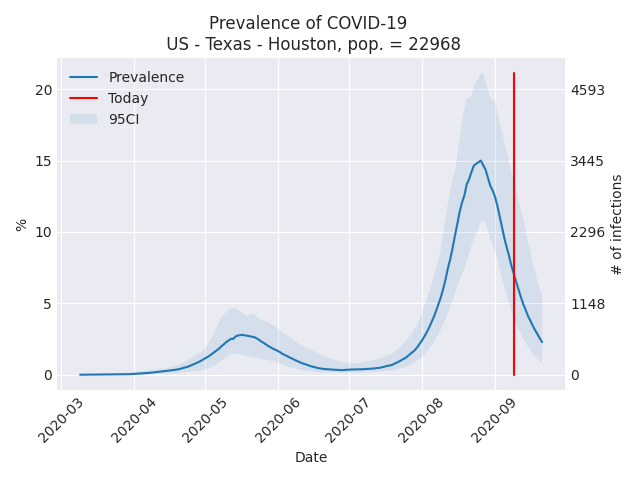 Prevalence of COVID-19
US - Texas - Houston, pop. = 22968
Prevalence
Today
95CI
20
15
10
5
0
%
4593
3445
2296
1148
0
# of infections
2020-03
2020-04
2020-05
2020-06
2020-07
2020-08
2020-09
Date